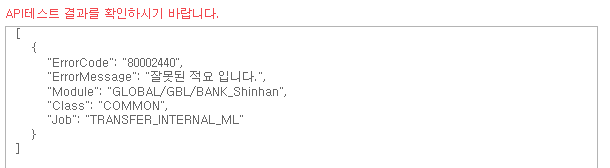 API테스트 결과를 확인하시기 바랍니다.
[
{
"ErrorCode": "80002440",
"ErrorMessage": "잘못된 적요 입니다.",
"Module": "GLOBAL/GBL/BANK_Shinhan",
"Class": "COMMON",
"Job": "TRANSFER_INTERNAL_ML"
}
]